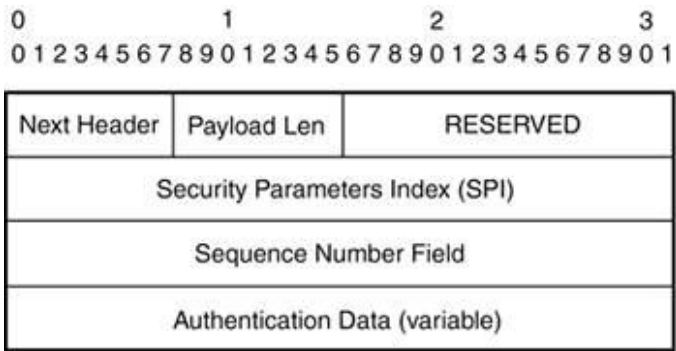 0 1 2 3
0 1 2 3 4 5 6 7 8 9 0 1 2 3 4 5 6 7 8 9 0 1 2 3 4 5 6 7 8 9 0 1
Next Header Payload Len RESERVED
Security Parameters Index (SPI)
Sequence Number Field
Authentication Data (variable)